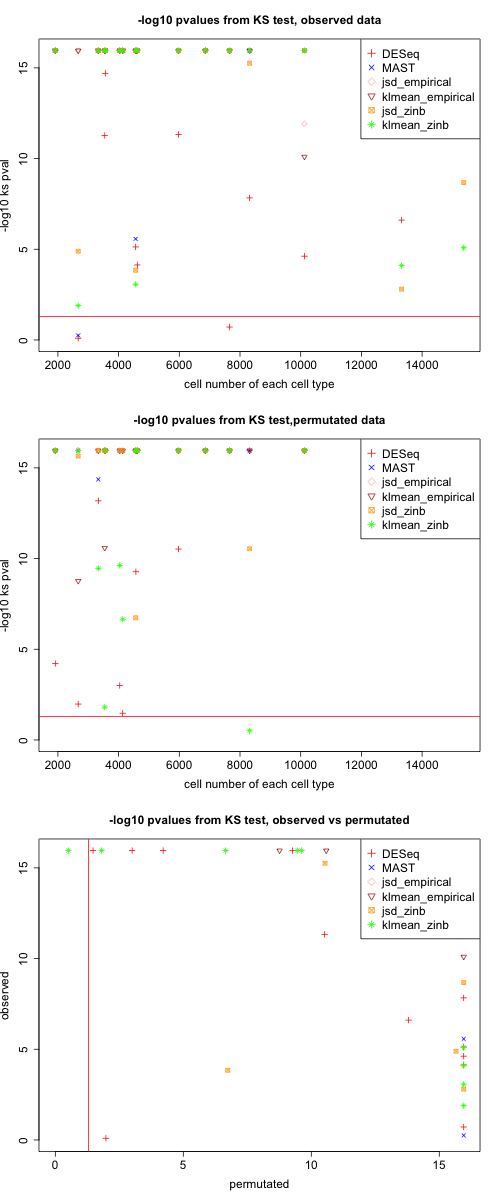 -log10 pvalues from KS test, observed data
DESeq
MAST
jsd_empirical
klmean_empirical
jsd_zinb
klmean_zinb
-log10 ks pval
0
5
10
15
2000
4000
6000
8000
10000
12000
14000
cell number of each cell type
-log10 pvalues from KS test,permutated data
DESeq
MAST
jsd_empirical
klmean_empirical
jsd_zinb
klmean_zinb
-log10 ks pval
0
5
10
15
2000
4000
6000
8000
10000
12000
14000
cell number of each cell type
-log10 pvalues from KS test, observed vs permutated
DESeq
MAST
jsd_empirical
klmean_empirical
jsd_zinb
klmean_zinb
observed
0
5
10
15
0
5
10
15
permutated